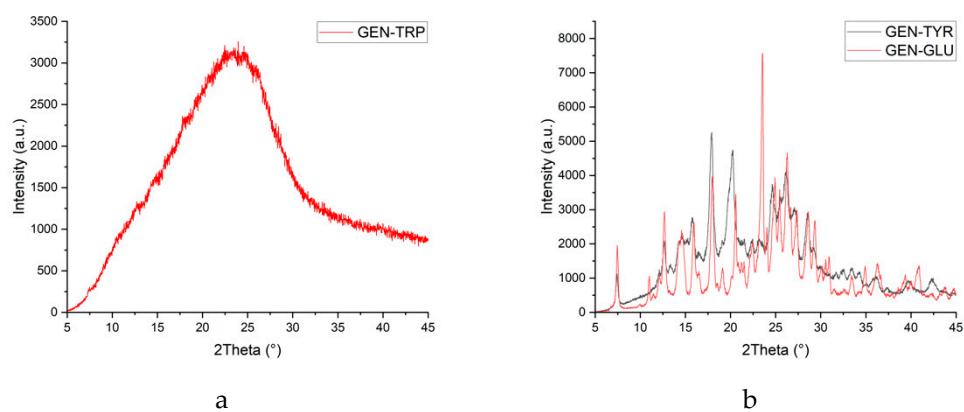 GEN-TRP
3500
3000
2500
2000
1500
1000
500
0
Intensity (a.u.)
5 10 15 20 25 30 35 40 45
2Theta (°)
a
GEN-TYR
GEN-GLU
8000
7000
6000
5000
4000
3000
2000
1000
0
Intensity (a.u.)
5 10 15 20 25 30 35 40 45
2Theta (°)
b